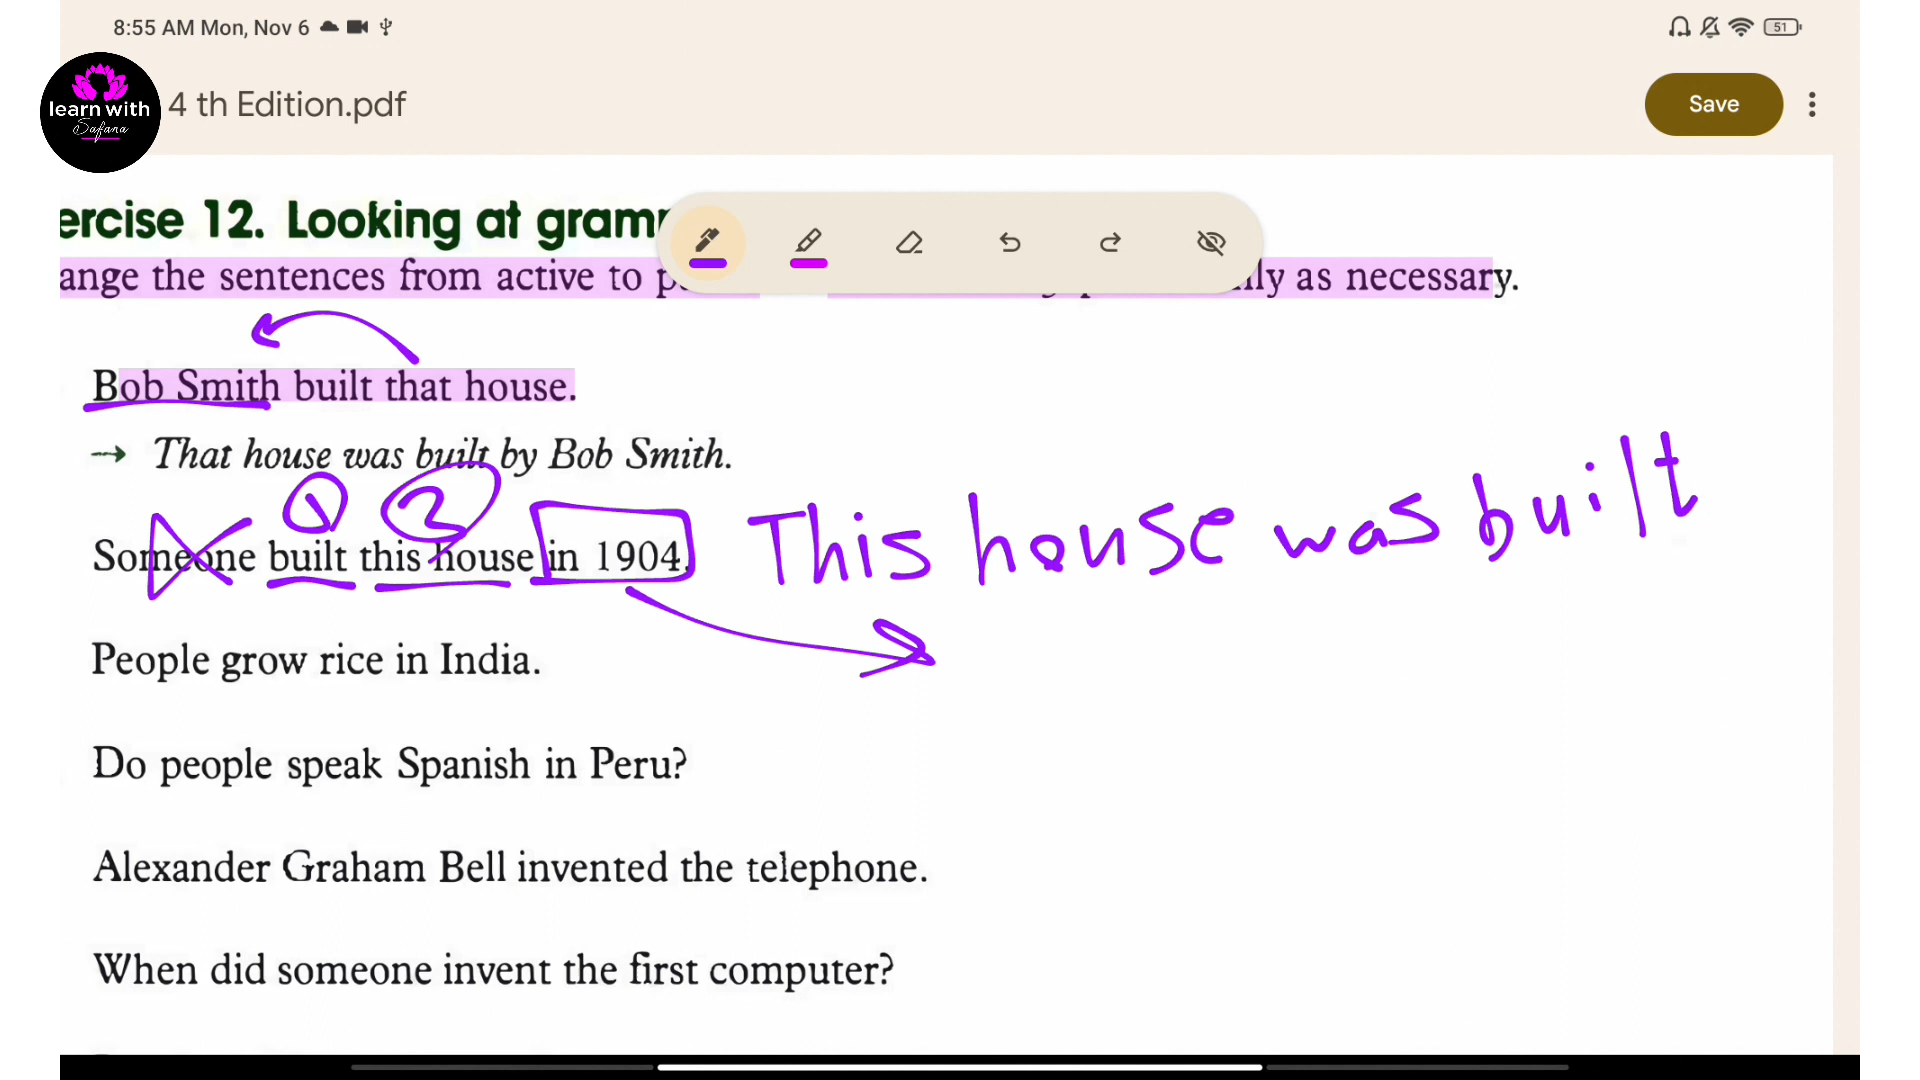 8:55 AM Mon, Nov 6
51
learn with
Safana
4 th Edition.pdf
Save
ercise 12. Looking at gram
ange the sentences from active to p ly as necessary.
Bob Smith built that house.
→ That house was built by Bob Smith.
1 2
Someone built this house in 1904. This house was built
People grow rice in India.
Do people speak Spanish in Peru?
Alexander Graham Bell invented the telephone.
When did someone invent the first computer?